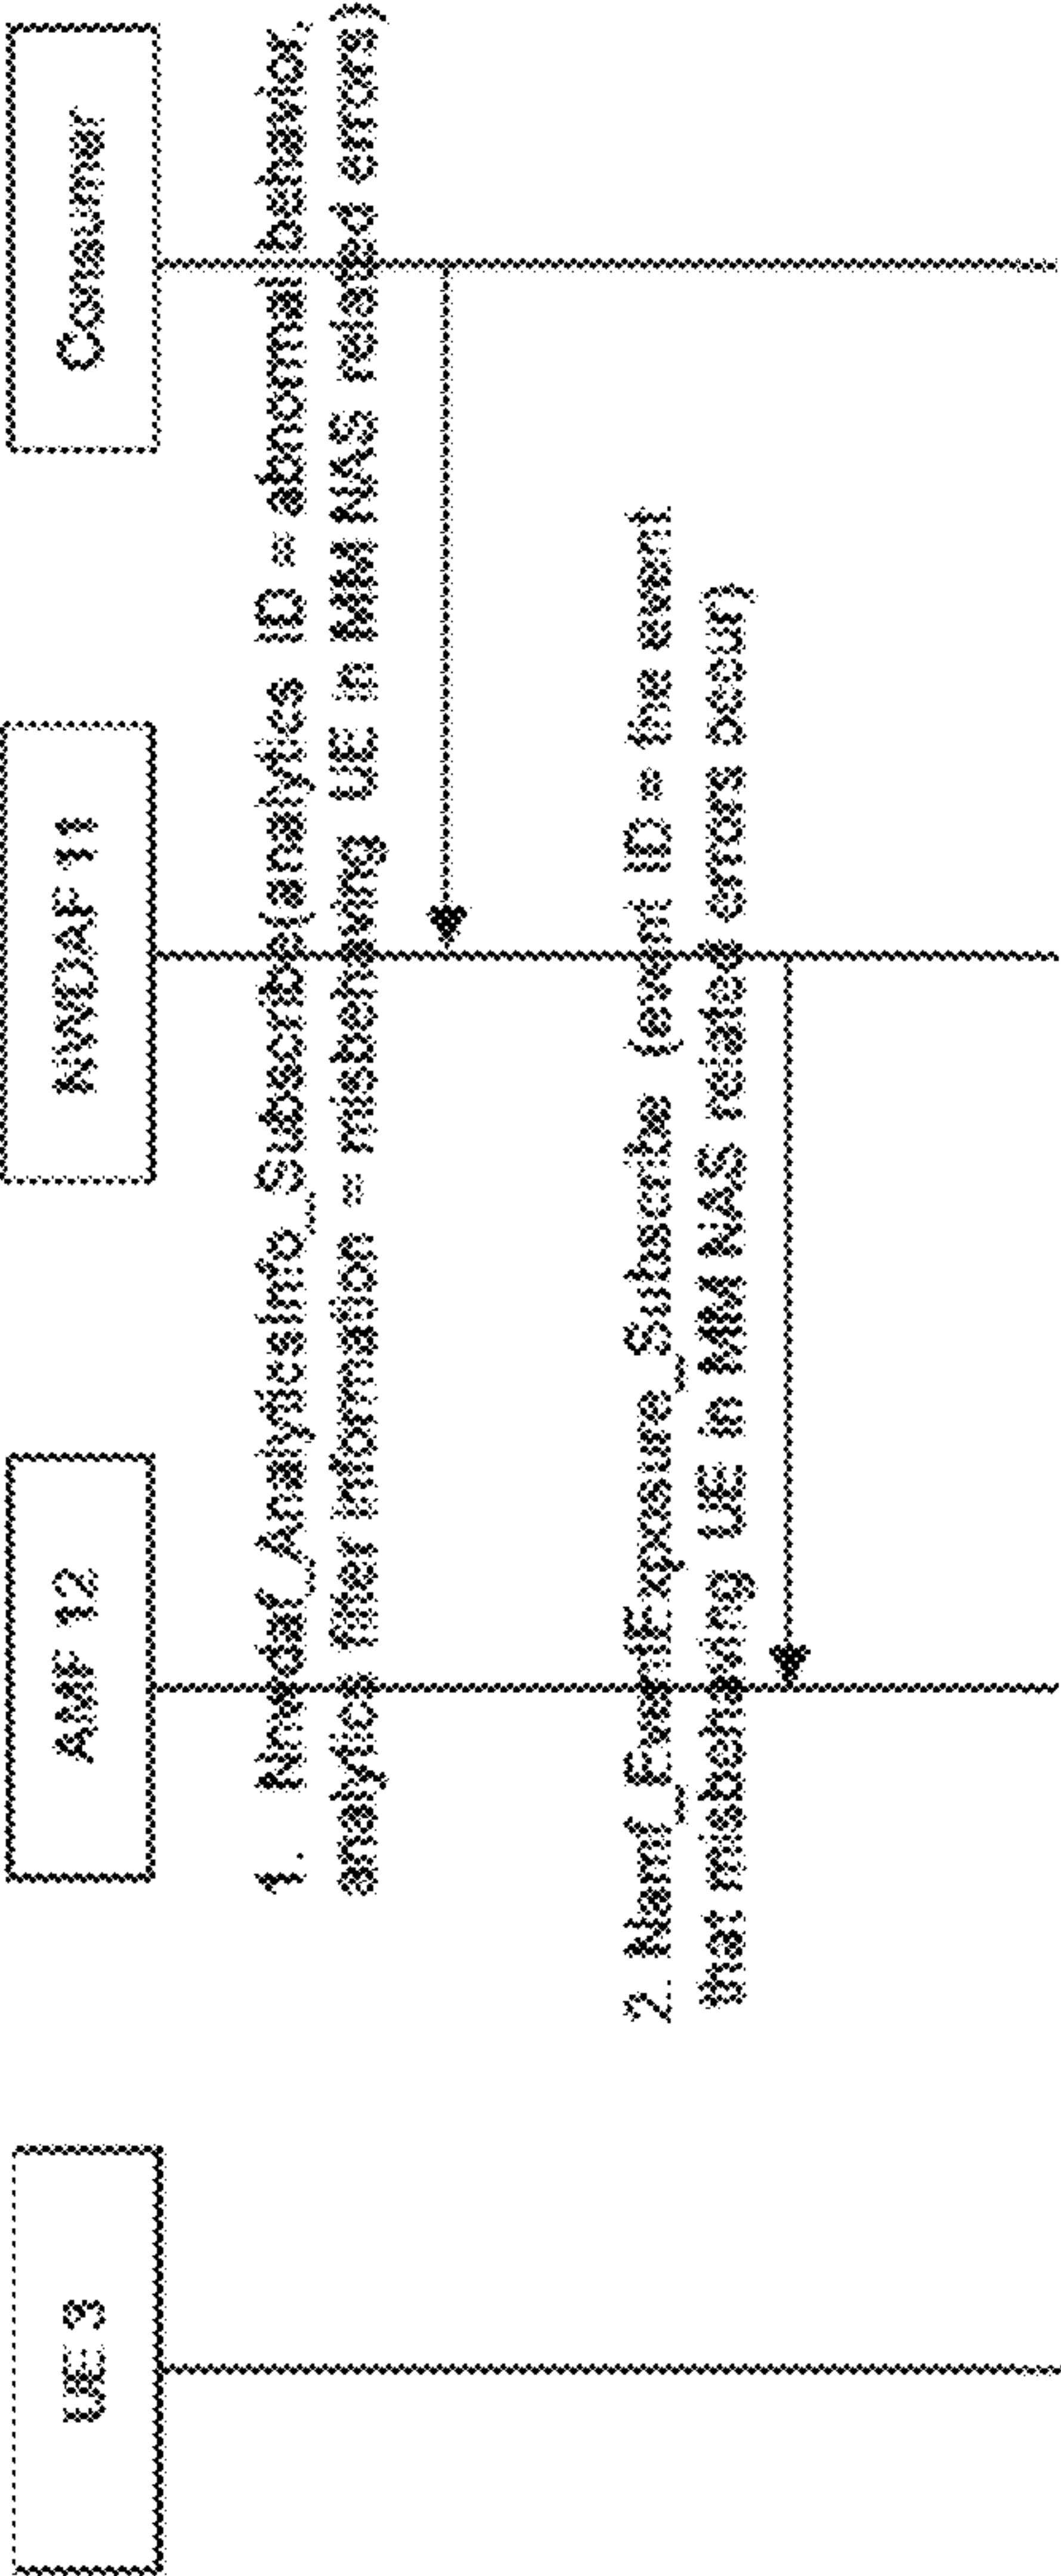 UE 3
AMF 12
NWDAF 11
Consumer
1. Nnwdaf_AnalyticsInfo_Subscribe(analytics ID = abnormal behavior,
analytics filter information = misbehaving UE in MM NAS related errors)
2. Namf_EventExposure_Subscribe (event ID = the event
that misbehaving UE in MM NAS related errors occur)